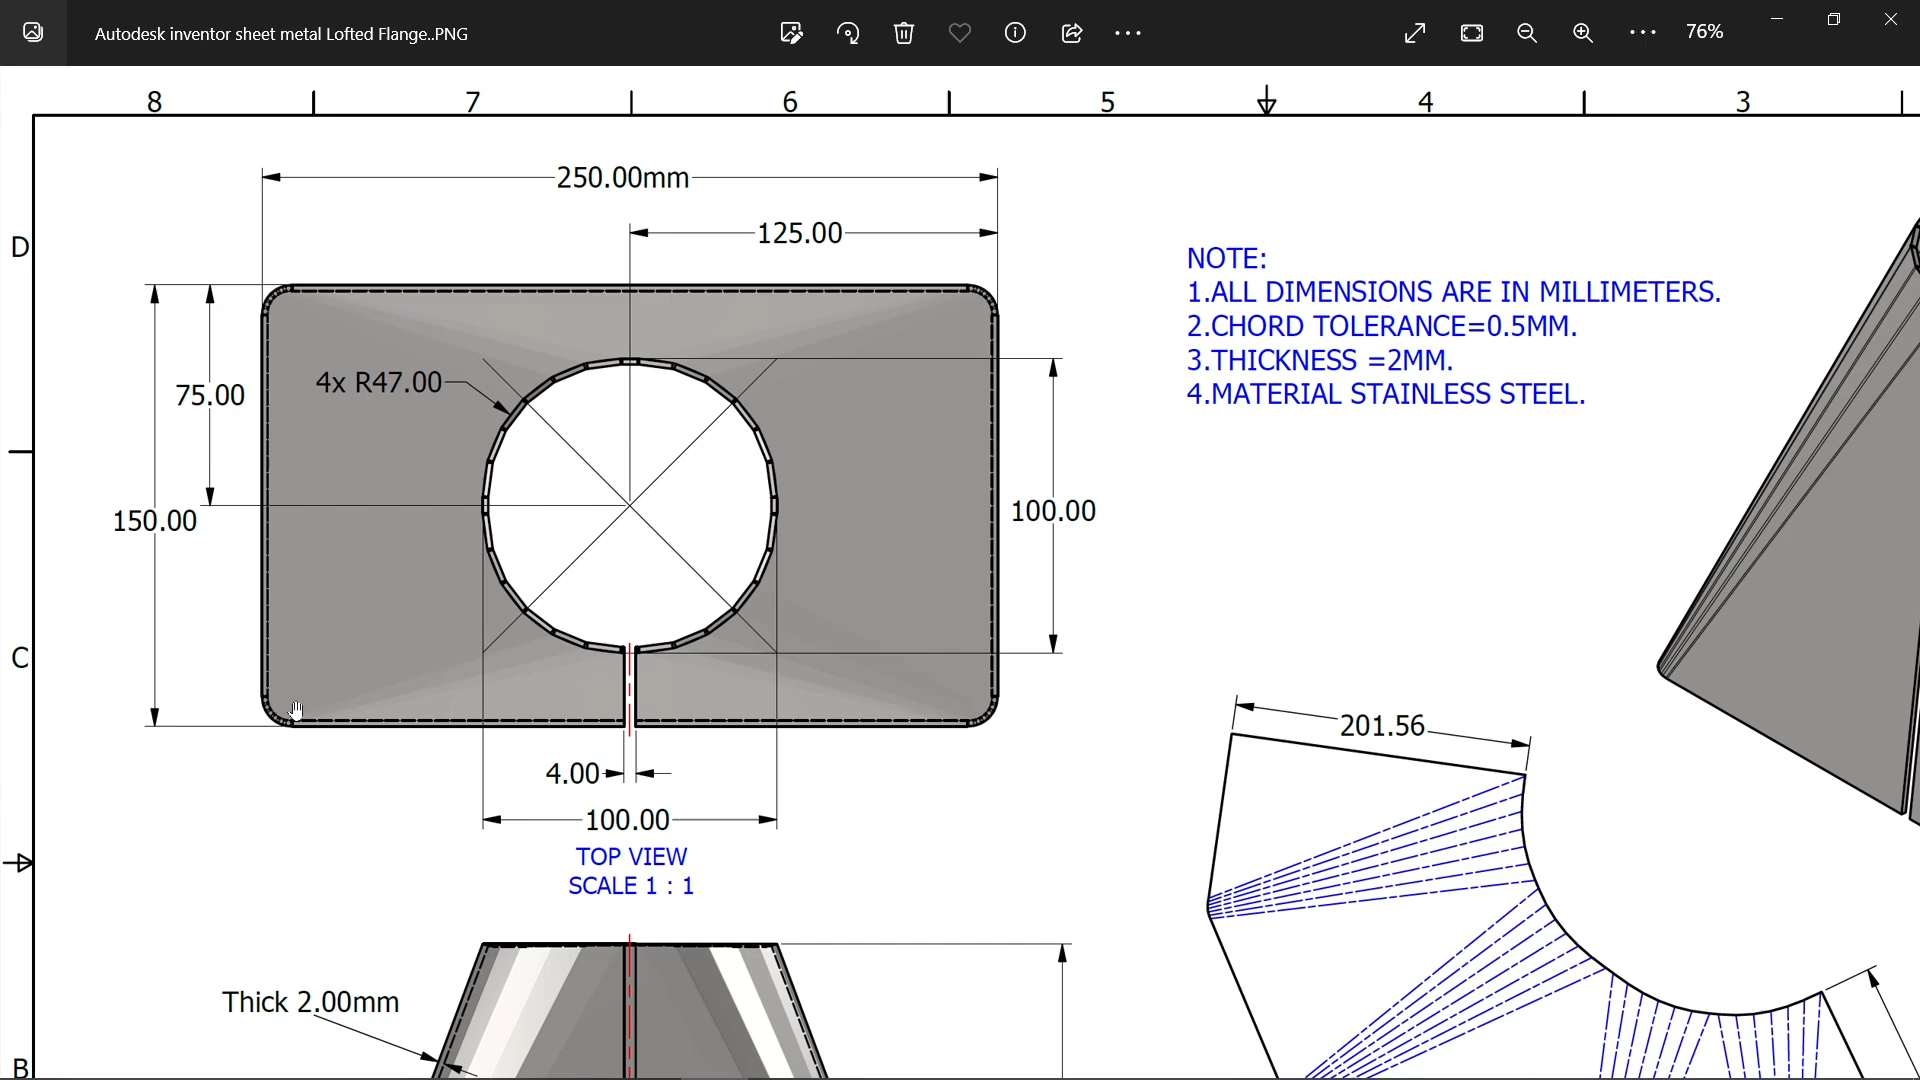 Autodesk inventor sheet metal Lofted Flange..PNG
76%
8 7 6 5 4 3
250.00mm
125.00
D
NOTE:
1.ALL DIMENSIONS ARE IN MILLIMETERS.
2.CHORD TOLERANCE=0.5MM.
3.THICKNESS =2MM.
4.MATERIAL STAINLESS STEEL.
4x R47.00
75.00
150.00
100.00
C
201.56
4.00
100.00
TOP VIEW
SCALE 1 : 1
Thick 2.00mm
B